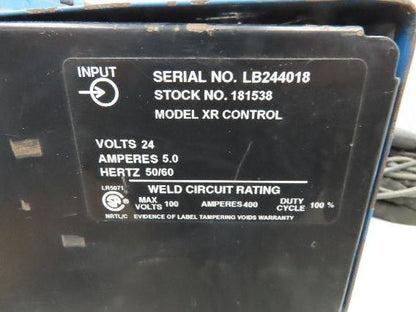 INPUT
SERIAL NO. LB244018
STOCK NO. 181538
MODEL XR CONTROL
VOLTS 24
AMPERES 5.0
HERTZ 50/60
LR5071
WELD CIRCUIT RATING
MAX VOLTS 100 AMPERES 400 DUTY CYCLE 100 %
NRTL/C EVIDENCE OF LABEL TAMPERING VOIDS WARRANTY